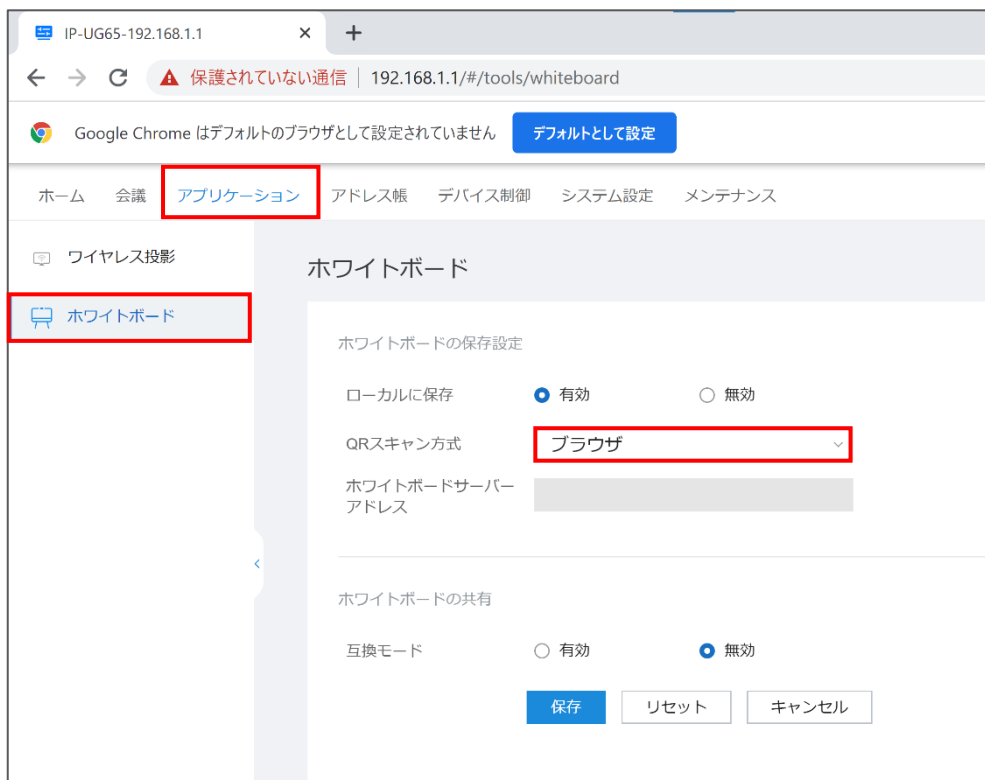 IP-UG65-192.168.1.1
保護されていない通信 192.168.1.1/#/tools/whiteboard
Google Chrome はデフォルトのブラウザとして設定されていません デフォルトとして設定
ホーム 会議 アプリケーション アドレス帳 デバイス制御 システム設定 メンテナンス
ワイヤレス投影
ホワイトボード
ホワイトボード
ホワイトボードの保存設定
ローカルに保存 有効 無効
QRスキャン方式 ブラウザ
ホワイトボードサーバー
アドレス
ホワイトボードの共有
互換モード 有効 無効
保存 リセット キャンセル